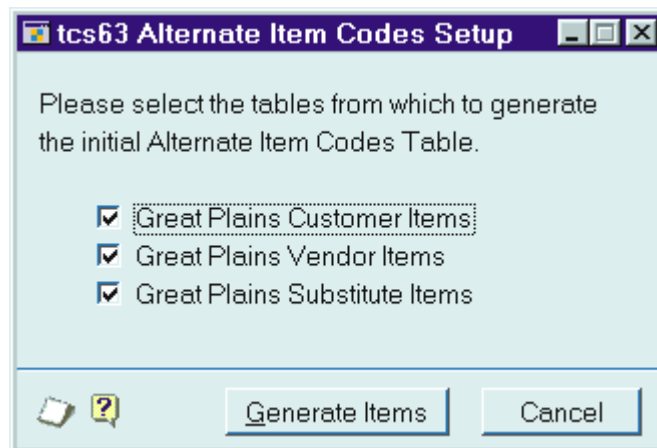 tcs63 Alternate Item Codes Setup
Please select the tables from which to generate
the initial Alternate Item Codes Table.
Great Plains Customer Items
Great Plains Vendor Items
Great Plains Substitute Items
Generate Items Cancel